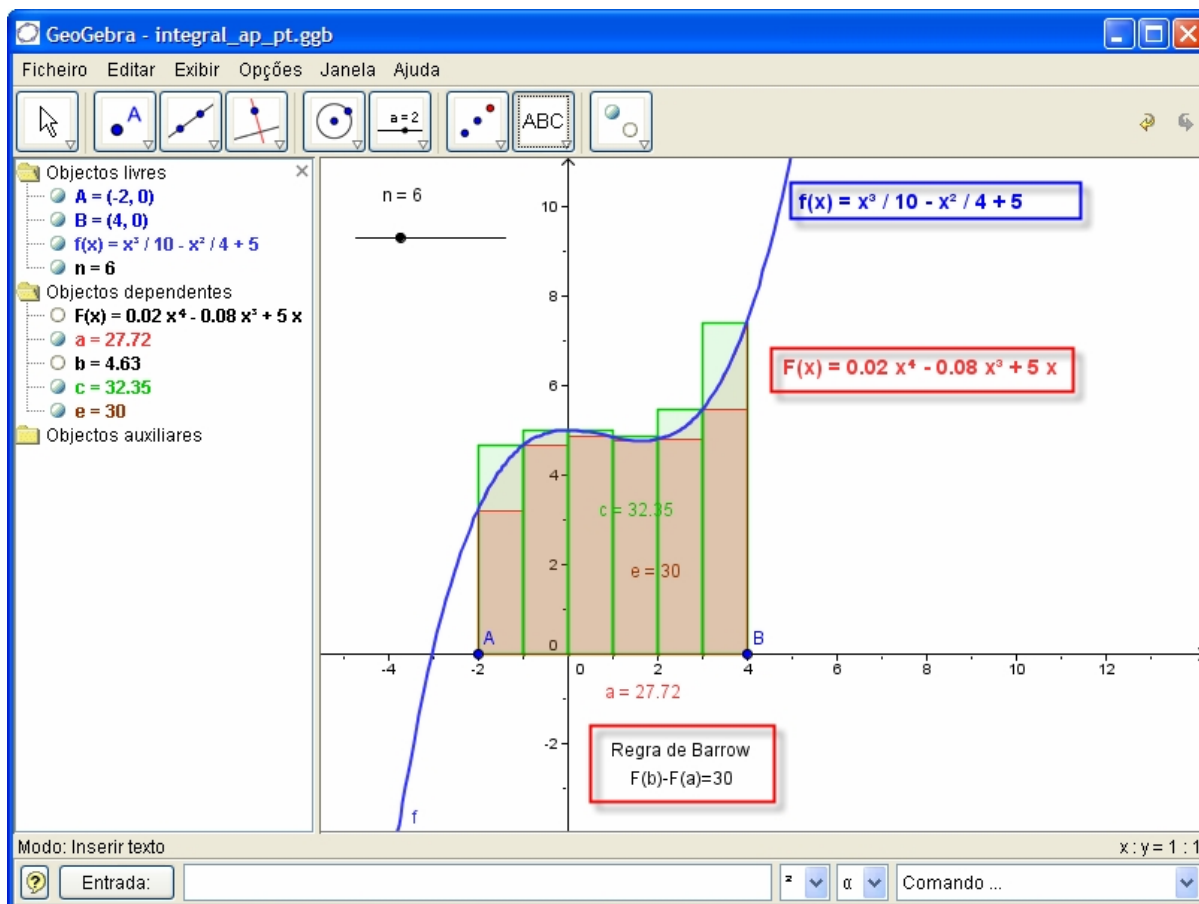 GeoGebra - integral_ap_pt.ggb
Ficheiro Editar Exibir Opções Janela Ajuda
A
a = 2
ABC
Objectos livres
A = (-2, 0)
B = (4, 0)
f(x) = x³ / 10 - x² / 4 + 5
n = 6
Objectos dependentes
F(x) = 0.02 x⁴ - 0.08 x³ + 5 x
a = 27.72
b = 4.63
c = 32.35
e = 30
Objectos auxiliares
n = 6
f(x) = x³ / 10 - x² / 4 + 5
10
8
F(x) = 0.02 x⁴ - 0.08 x³ + 5 x
6
4
c = 32.35
e = 30
2
0
A
B
-4 -2 0 2 4 6 8 10 12 14
a = 27.72
-2
Regra de Barrow
F(b)-F(a)=30
f
Modo: Inserir texto
x : y = 1 : 1
Entrada:
² α Comando ...